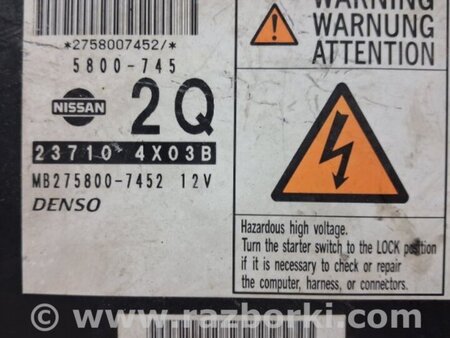 *2758007452/*
5800-745
NISSAN
2Q
23710 4X03B
MB275800-7452 12V
DENSO
WARNING
WARNUNG
ATTENTION
Hazardous high voltage.
Turn the starter switch to the LOCK position
if it is necessary to check or repair
the computer, harness, or connectors.
© www.razborki.com